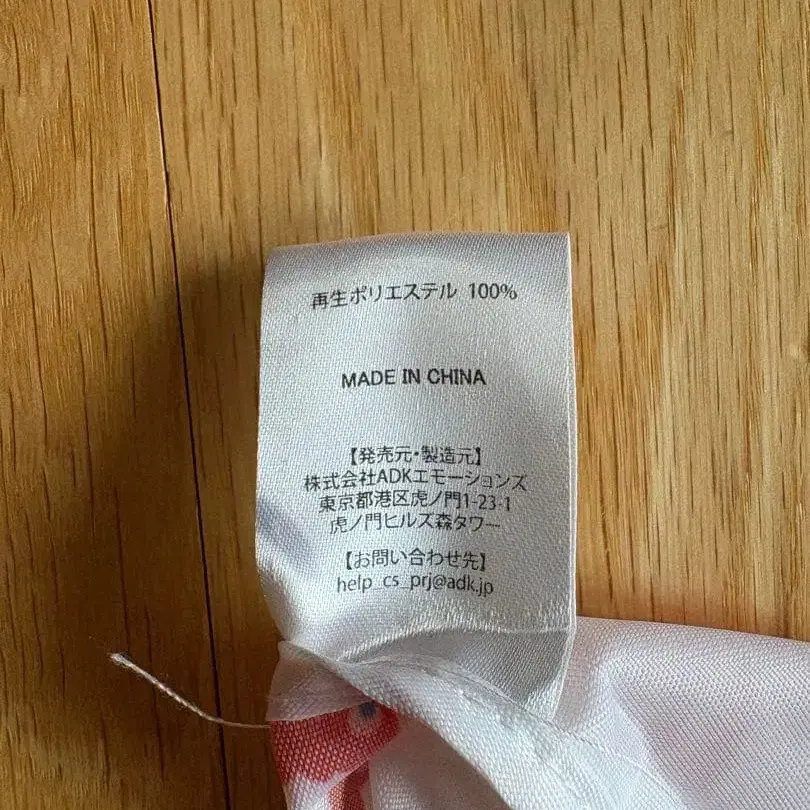 再生ポリエステル 100%
MADE IN CHINA
【発売元・製造元】
株式会社ADKエモーションズ
東京都港区虎ノ門1-23-1
虎ノ門ヒルズ森タワー
【お問い合わせ先】
help_cs_prj@adk.jp